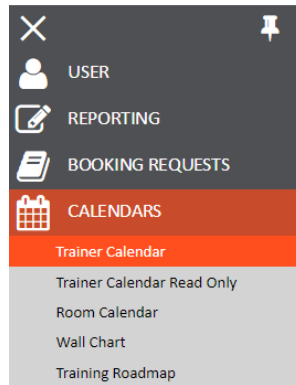 USER
REPORTING
BOOKING REQUESTS
CALENDARS
Trainer Calendar
Trainer Calendar Read Only
Room Calendar
Wall Chart
Training Roadmap